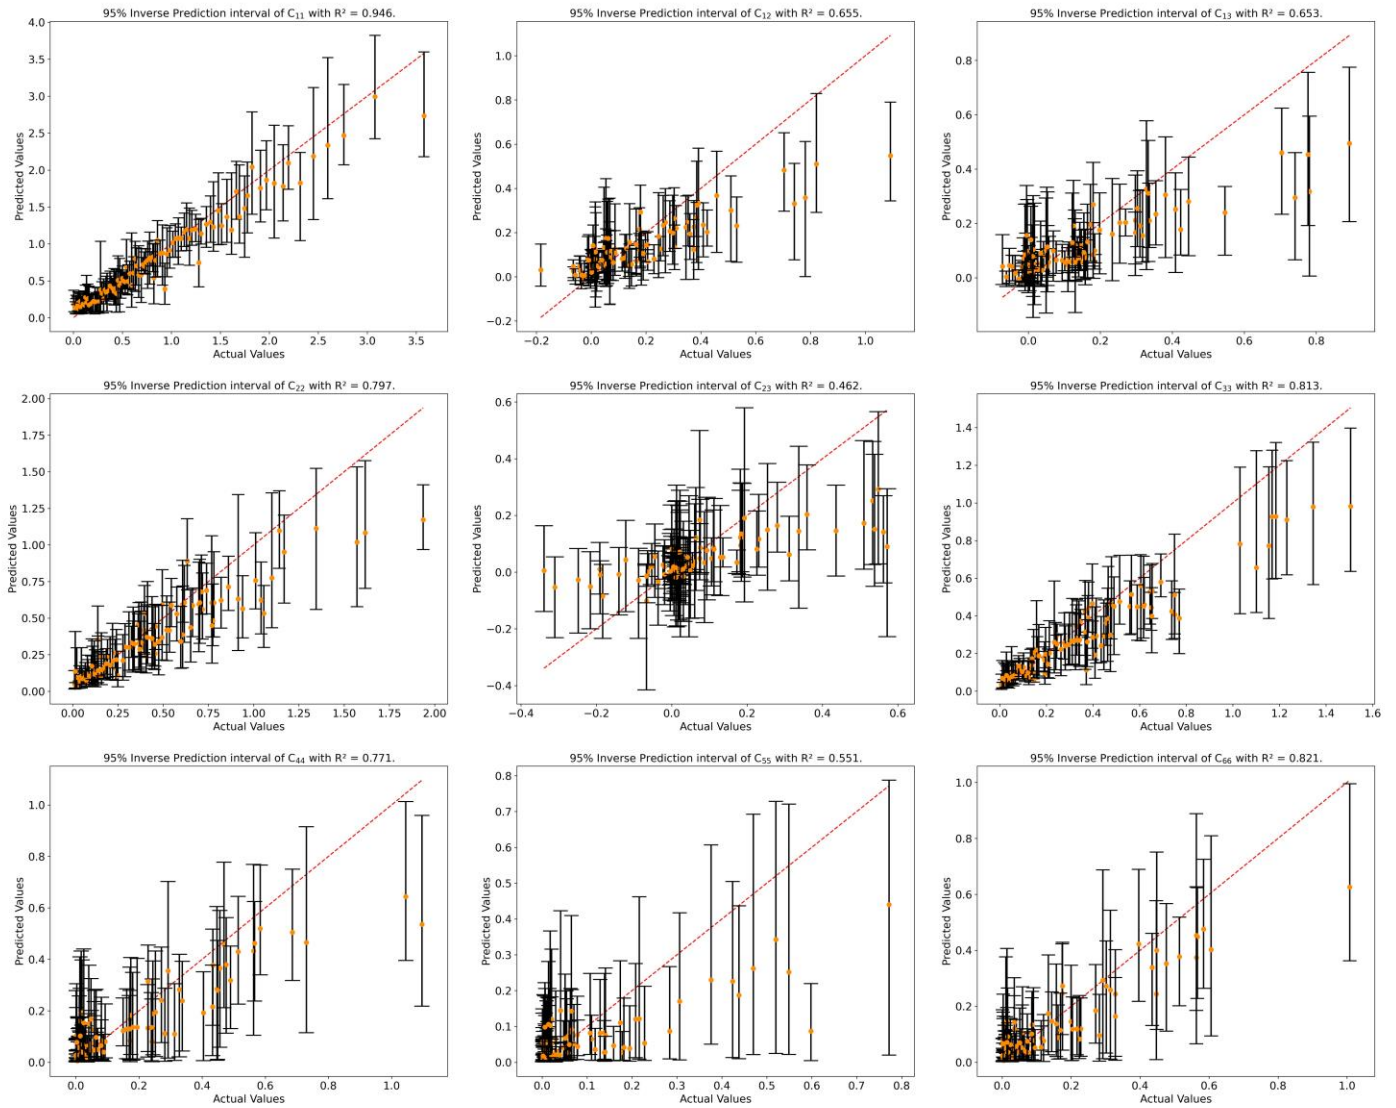 95% Inverse Prediction interval of C₁₁ with R² = 0.946.
4.0
3.5
3.0
2.5
2.0
1.5
1.0
0.5
0.0
Predicted Values
0.0 0.5 1.0 1.5 2.0 2.5 3.0 3.5
Actual Values
95% Inverse Prediction interval of C₁₂ with R² = 0.655.
1.0
0.8
0.6
0.4
0.2
0.0
−0.2
Predicted Values
−0.2 0.0 0.2 0.4 0.6 0.8 1.0
Actual Values
95% Inverse Prediction interval of C₁₃ with R² = 0.653.
0.8
0.6
0.4
0.2
0.0
Predicted Values
0.0 0.2 0.4 0.6 0.8
Actual Values
95% Inverse Prediction interval of C₂₂ with R² = 0.797.
2.00
1.75
1.50
1.25
1.00
0.75
0.50
0.25
0.00
Predicted Values
0.00 0.25 0.50 0.75 1.00 1.25 1.50 1.75 2.00
Actual Values
95% Inverse Prediction interval of C₂₃ with R² = 0.462.
0.6
0.4
0.2
0.0
−0.2
−0.4
Predicted Values
−0.4 −0.2 0.0 0.2 0.4 0.6
Actual Values
95% Inverse Prediction interval of C₃₃ with R² = 0.813.
1.4
1.2
1.0
0.8
0.6
0.4
0.2
0.0
Predicted Values
0.0 0.2 0.4 0.6 0.8 1.0 1.2 1.4 1.6
Actual Values
95% Inverse Prediction interval of C₄₄ with R² = 0.771.
1.0
0.8
0.6
0.4
0.2
0.0
Predicted Values
0.0 0.2 0.4 0.6 0.8 1.0
Actual Values
95% Inverse Prediction interval of C₅₅ with R² = 0.551.
0.8
0.7
0.6
0.5
0.4
0.3
0.2
0.1
0.0
Predicted Values
0.0 0.1 0.2 0.3 0.4 0.5 0.6 0.7 0.8
Actual Values
95% Inverse Prediction interval of C₆₆ with R² = 0.821.
1.0
0.8
0.6
0.4
0.2
0.0
Predicted Values
0.0 0.2 0.4 0.6 0.8 1.0
Actual Values